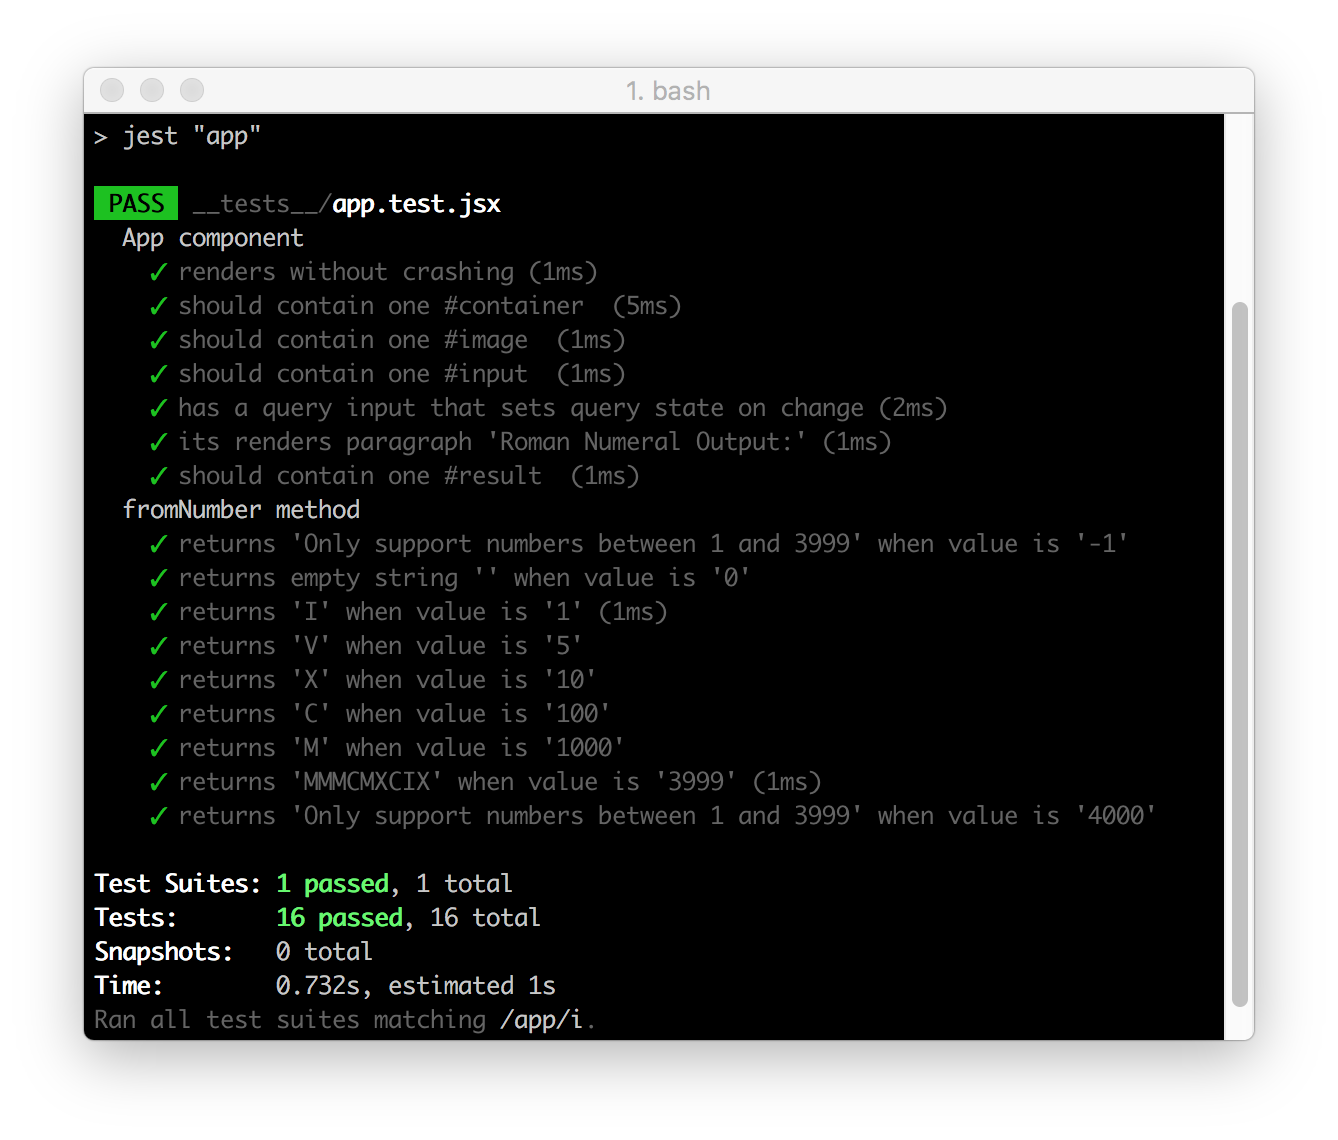 1. bash
> jest "app"
PASS __tests__/app.test.jsx
App component
✓ renders without crashing (1ms)
✓ should contain one #container  (5ms)
✓ should contain one #image  (1ms)
✓ should contain one #input  (1ms)
✓ has a query input that sets query state on change (2ms)
✓ its renders paragraph 'Roman Numeral Output:' (1ms)
✓ should contain one #result  (1ms)
fromNumber method
✓ returns 'Only support numbers between 1 and 3999' when value is '-1'
✓ returns empty string '' when value is '0'
✓ returns 'I' when value is '1' (1ms)
✓ returns 'V' when value is '5'
✓ returns 'X' when value is '10'
✓ returns 'C' when value is '100'
✓ returns 'M' when value is '1000'
✓ returns 'MMMCMXCIX' when value is '3999' (1ms)
✓ returns 'Only support numbers between 1 and 3999' when value is '4000'
Test Suites: 1 passed, 1 total
Tests:       16 passed, 16 total
Snapshots:   0 total
Time:        0.732s, estimated 1s
Ran all test suites matching /app/i.